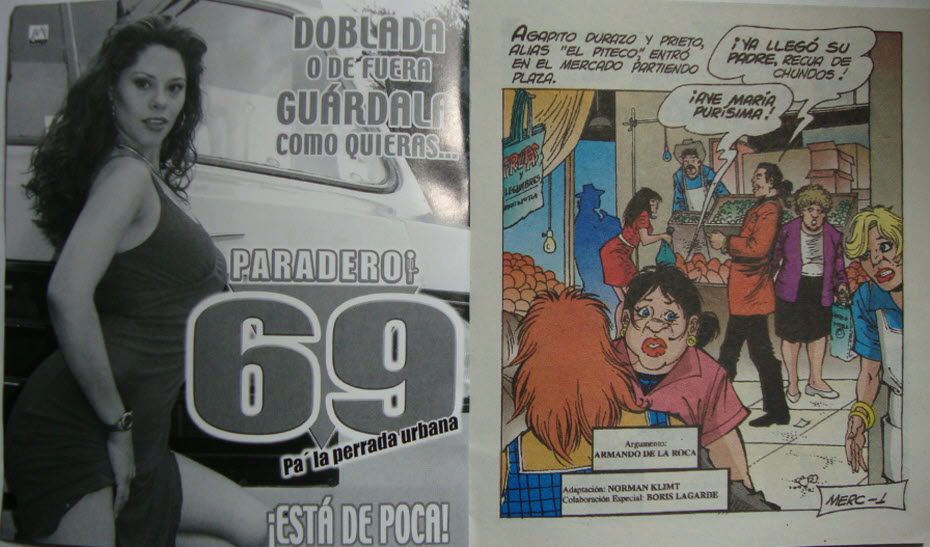 DOBLADA
O DE FUERA
GUÁRDALA
COMO QUIERAS...
PARADERO
69
Pa´ la perrada urbana
¡ESTÁ DE POCA!
AGAPITO DURAZO Y PRIETO,
ALIAS "EL PITECO", ENTRÓ
EN EL MERCADO PARTIENDO
PLAZA.
¡YA LLEGÓ SU
PADRE, RECUA DE
CHUNDOS!
¡AVE MARÍA
PURÍSIMA!
FRUTAS
Y
LEGUMBRES
Argumento:
ARMANDO DE LA ROCA
Adaptación: NORMAN KLIMT
Colaboración Especial: BORIS LAGARDE
MERC-1